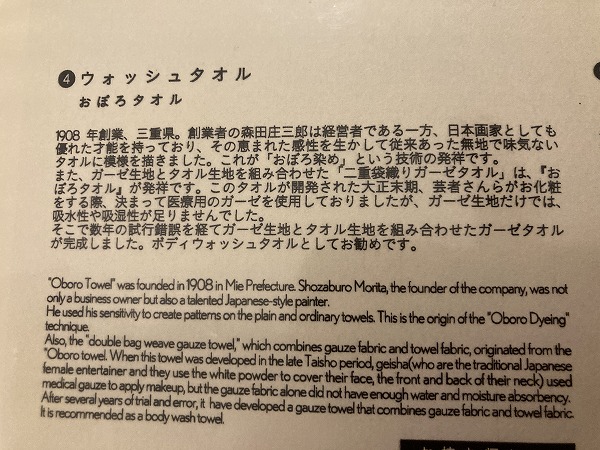 ❹ウォッシュタオル
おぼろタオル
1908 年創業、三重県。創業者の森田庄三郎は経営者である一方、日本画家としても
優れた才能を持っており、その恵まれた感性を生かして従来あった無地で味気ない
タオルに模様を描きました。これが「おぼろ染め」という技術の発祥です。
また、ガーゼ生地とタオル生地を組み合わせた「二重袋織りガーゼタオル」は、『お
ぼろタオル』が発祥です。このタオルが開発された大正末期、芸者さんらがお化粧
をする際、決まって医療用のガーゼを使用しておりましたが、ガーゼ生地だけでは、
吸水性や吸湿性が足りませんでした。
そこで数年の試行錯誤を経てガーゼ生地とタオル生地を組み合わせたガーゼタオル
が完成しました。ボディウォッシュタオルとしてお勧めです。
"Oboro Towel" was founded in 1908 in Mie Prefecture. Shozaburo Morita, the founder of the company, was not
only a business owner but also a talented Japanese-style painter.
He used his sensitivity to create patterns on the plain and ordinary towels. This is the origin of the "Oboro Dyeing"
technique.
Also, the "double bag weave gauze towel," which combines gauze fabric and towel fabric, originated from the
"Oboro towel. When this towel was developed in the late Taisho period, geisha(who are the traditional Japanese
female entertainer and they use the white powder to cover their face, the front and back of their neck) used
medical gauze to apply makeup, but the gauze fabric alone did not have enough water and moisture absorbency.
After several years of trial and error, it have developed a gauze towel that combines gauze fabric and towel fabric.
It is recommended as a body wash towel.